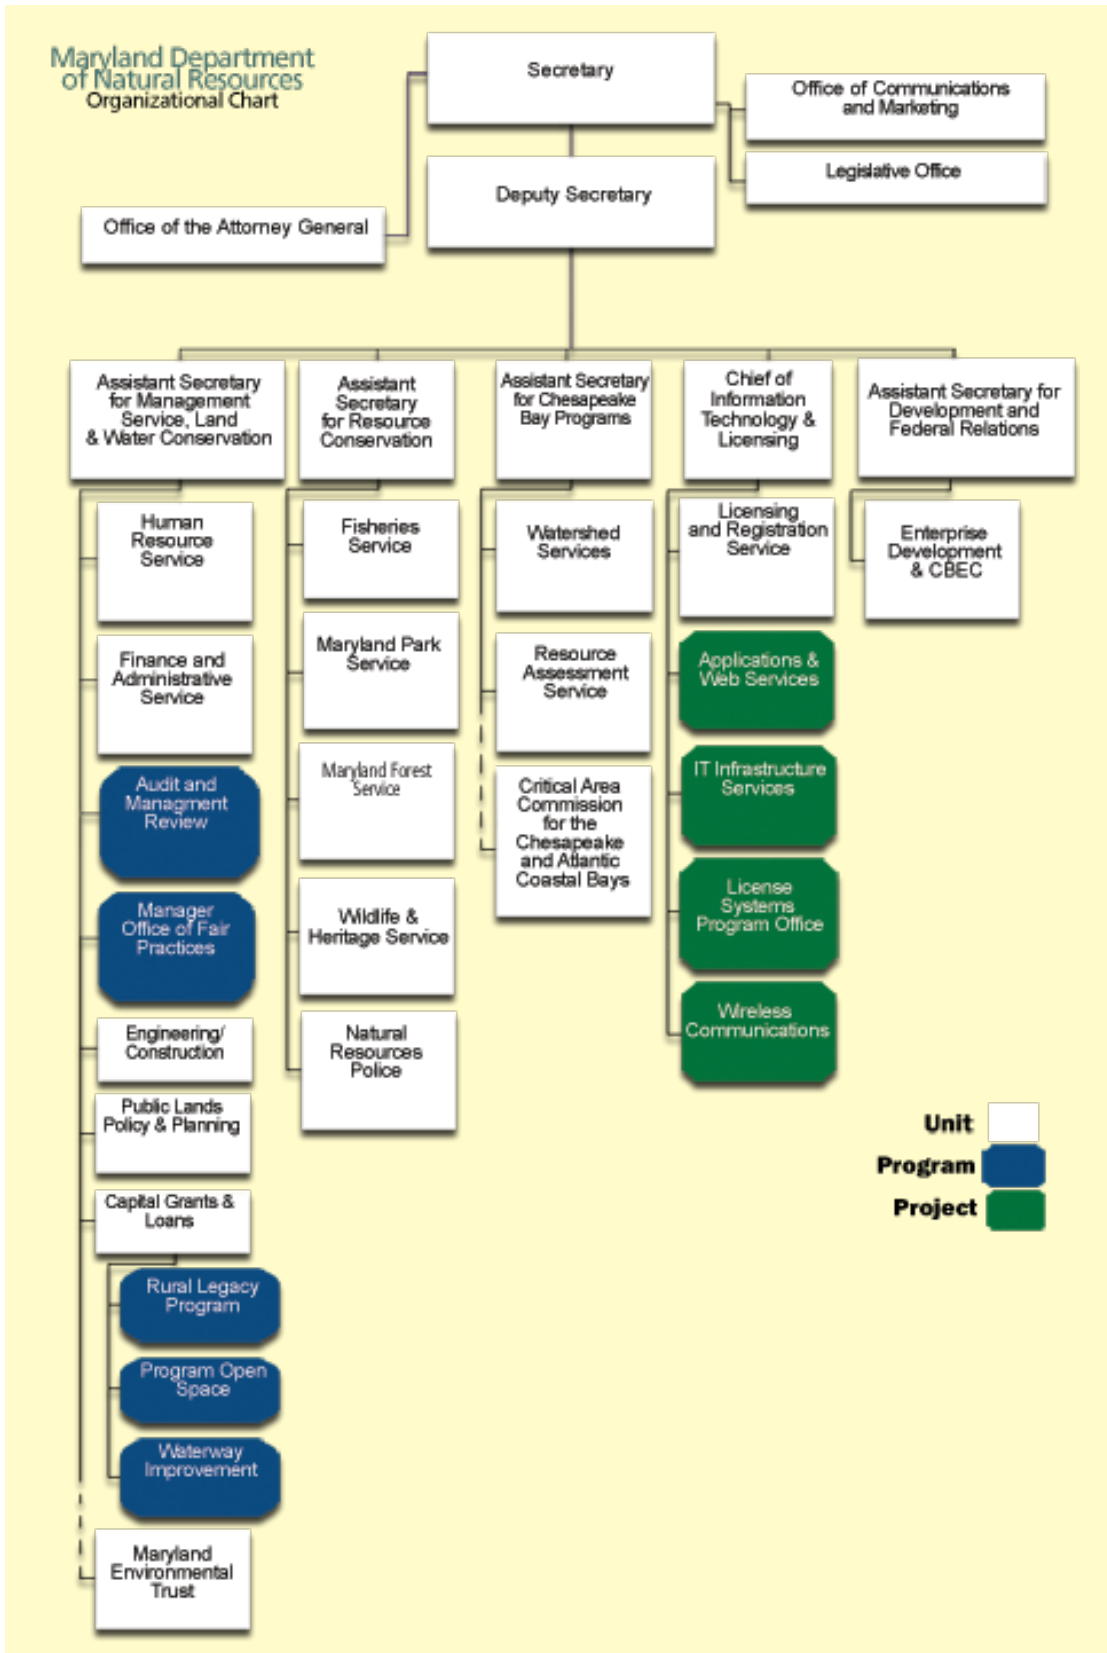 Maryland Department
of Natural Resources
Organizational Chart
Secretary
Office of Communications
and Marketing
Legislative Office
Deputy Secretary
Office of the Attorney General
Assistant Secretary
for Management
Service, Land
& Water Conservation
Assistant
Secretary
for Resource
Conservation
Assistant Secretary
for Chesapeake
Bay Programs
Chief of
Information
Technology &
Licensing
Assistant Secretary for
Development and
Federal Relations
Human
Resource
Service
Finance and
Administrative
Service
Audit and
Managment
Review
Manager
Office of Fair
Practices
Engineering/
Construction
Public Lands
Policy & Planning
Capital Grants &
Loans
Rural Legacy
Program
Program Open
Space
Waterway
Improvement
Maryland
Environmental
Trust
Fisheries
Service
Maryland Park
Service
Maryland Forest
Service
Wildlife &
Heritage Service
Natural
Resources
Police
Watershed
Services
Resource
Assessment
Service
Critical Area
Commission
for the
Chesapeake
and Atlantic
Coastal Bays
Licensing
and Registration
Service
Applications &
Web Services
IT Infrastructure
Services
License
Systems
Program Office
Wireless
Communications
Enterprise
Development
& CBEC
Unit
Program
Project